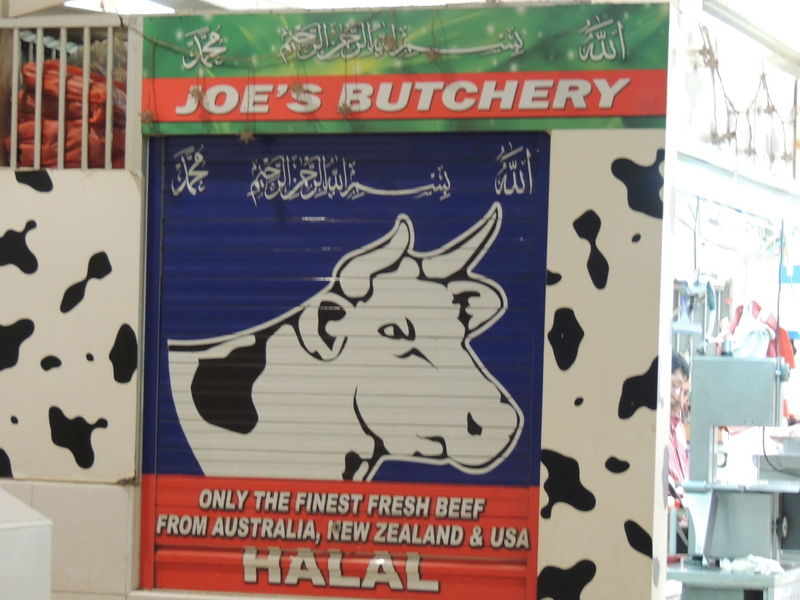 الله بسم الله الرحمن الرحيم محمد
JOE'S BUTCHERY
الله بسم الله الرحمن الرحيم محمد
ONLY THE FINEST FRESH BEEF
FROM AUSTRALIA, NEW ZEALAND & USA
HALAL